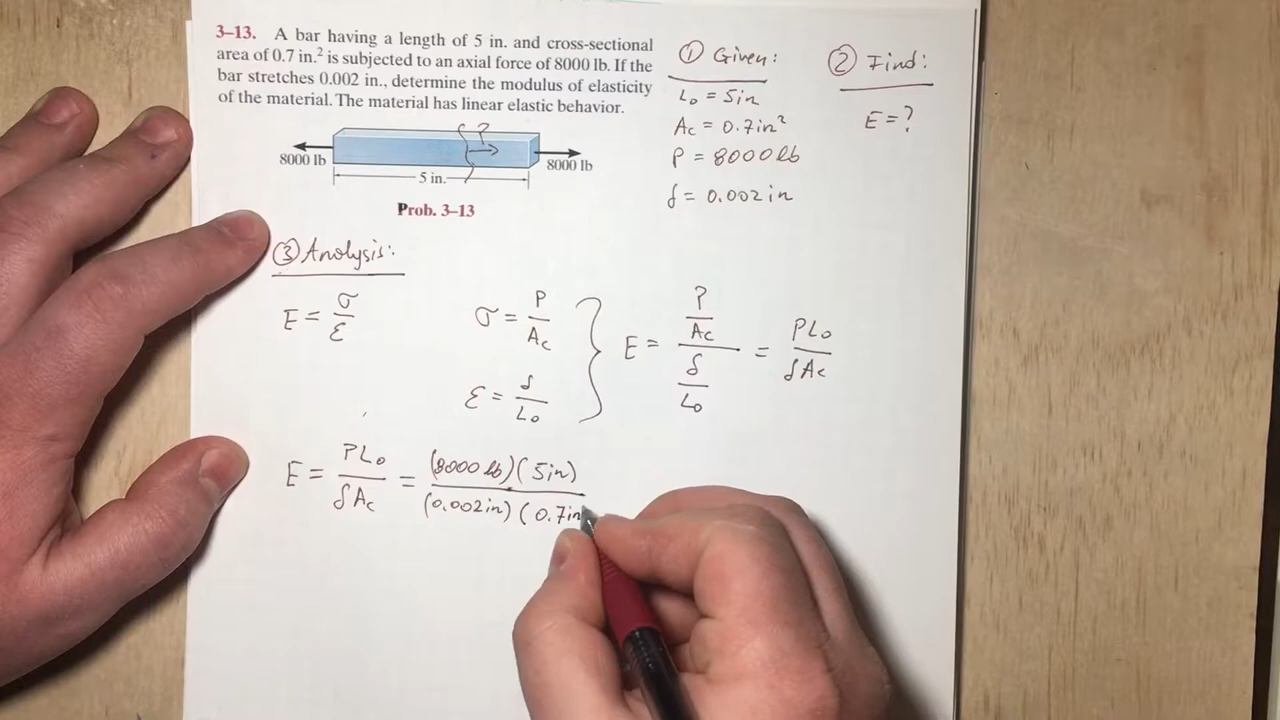 3–13. A bar having a length of 5 in. and cross-sectional
area of 0.7 in.² is subjected to an axial force of 8000 lb. If the
bar stretches 0.002 in., determine the modulus of elasticity
of the material. The material has linear elastic behavior.
P
8000 lb
8000 lb
5 in.
Prob. 3–13
① Given:
L₀ = 5in
Ac = 0.7in²
P = 8000 lb
δ = 0.002in
② Find:
E = ?
③ Analysis:
E = σ/ε
σ = P/Ac
ε = δ/L₀
E = (P/Ac)/(δ/L₀) = PL₀/δAc
E = PL₀/δAc = (8000 lb)(5in)/(0.002in)(0.7in